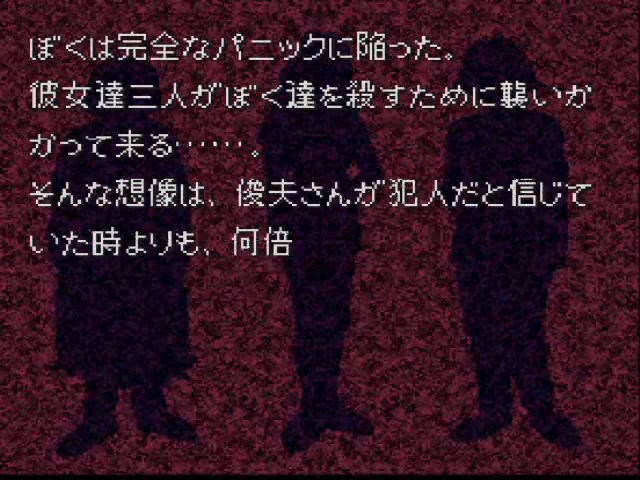 ぼくは完全なパニックに陥った。
彼女達三人がぼく達を殺すために襲いか
かって来る……。
そんな想像は、俊夫さんが犯人だと信じて
いた時よりも、何倍